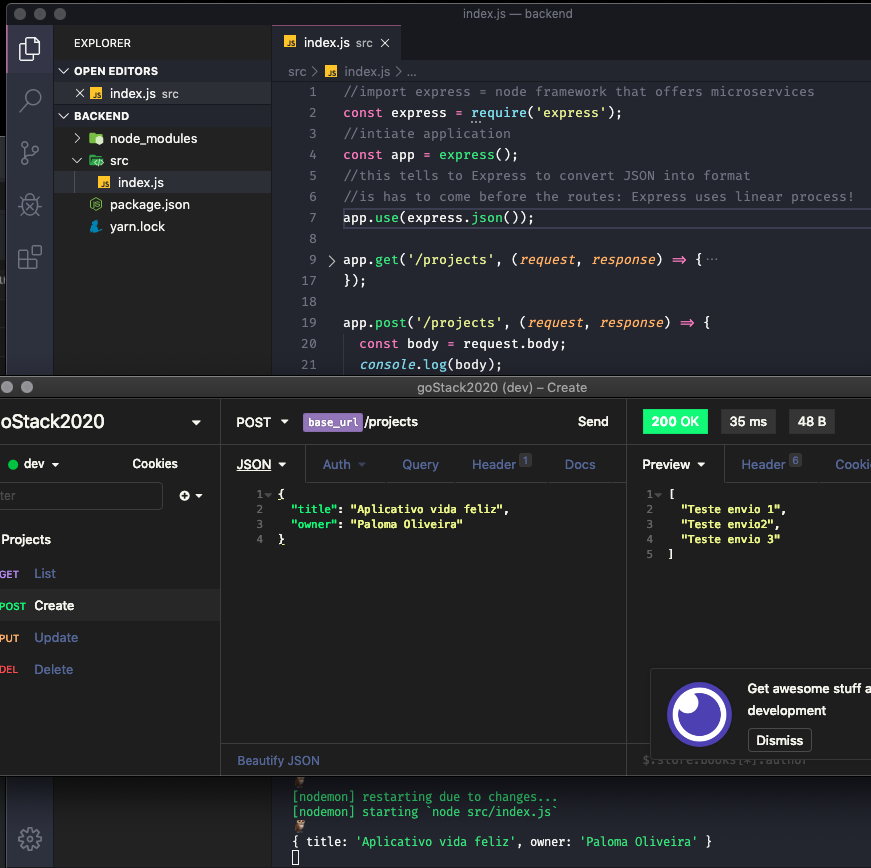 index.js — backend
EXPLORER
OPEN EDITORS
index.js src
BACKEND
node_modules
src
index.js
package.json
yarn.lock
index.js src
src > index.js > ...
1 //import express = node framework that offers microservices
2 const express = require('express');
3 //intiate application
4 const app = express();
5 //this tells to Express to convert JSON into format
6 //is has to come before the routes: Express uses linear process!
7 app.use(express.json());
8
9 app.get('/projects', (request, response) => {...
17 });
18
19 app.post('/projects', (request, response) => {
20 const body = request.body;
21 console.log(body);
goStack2020 (dev) – Create
oStack2020
dev
Cookies
ter
Projects
GET List
POST Create
PUT Update
DEL Delete
POST base_url/projects Send
JSON Auth Query Header 1 Docs
1 {
2 "title": "Aplicativo vida feliz",
3 "owner": "Paloma Oliveira"
4 }
Beautify JSON
200 OK 35 ms 48 B
Preview Header 6 Cooki
1 [
2 "Teste envio 1",
3 "Teste envio2",
4 "Teste envio 3"
5 ]
Get awesome stuff a
development
Dismiss
$.store.books[*].author
[nodemon] restarting due to changes...
[nodemon] starting `node src/index.js`
{ title: 'Aplicativo vida feliz', owner: 'Paloma Oliveira' }